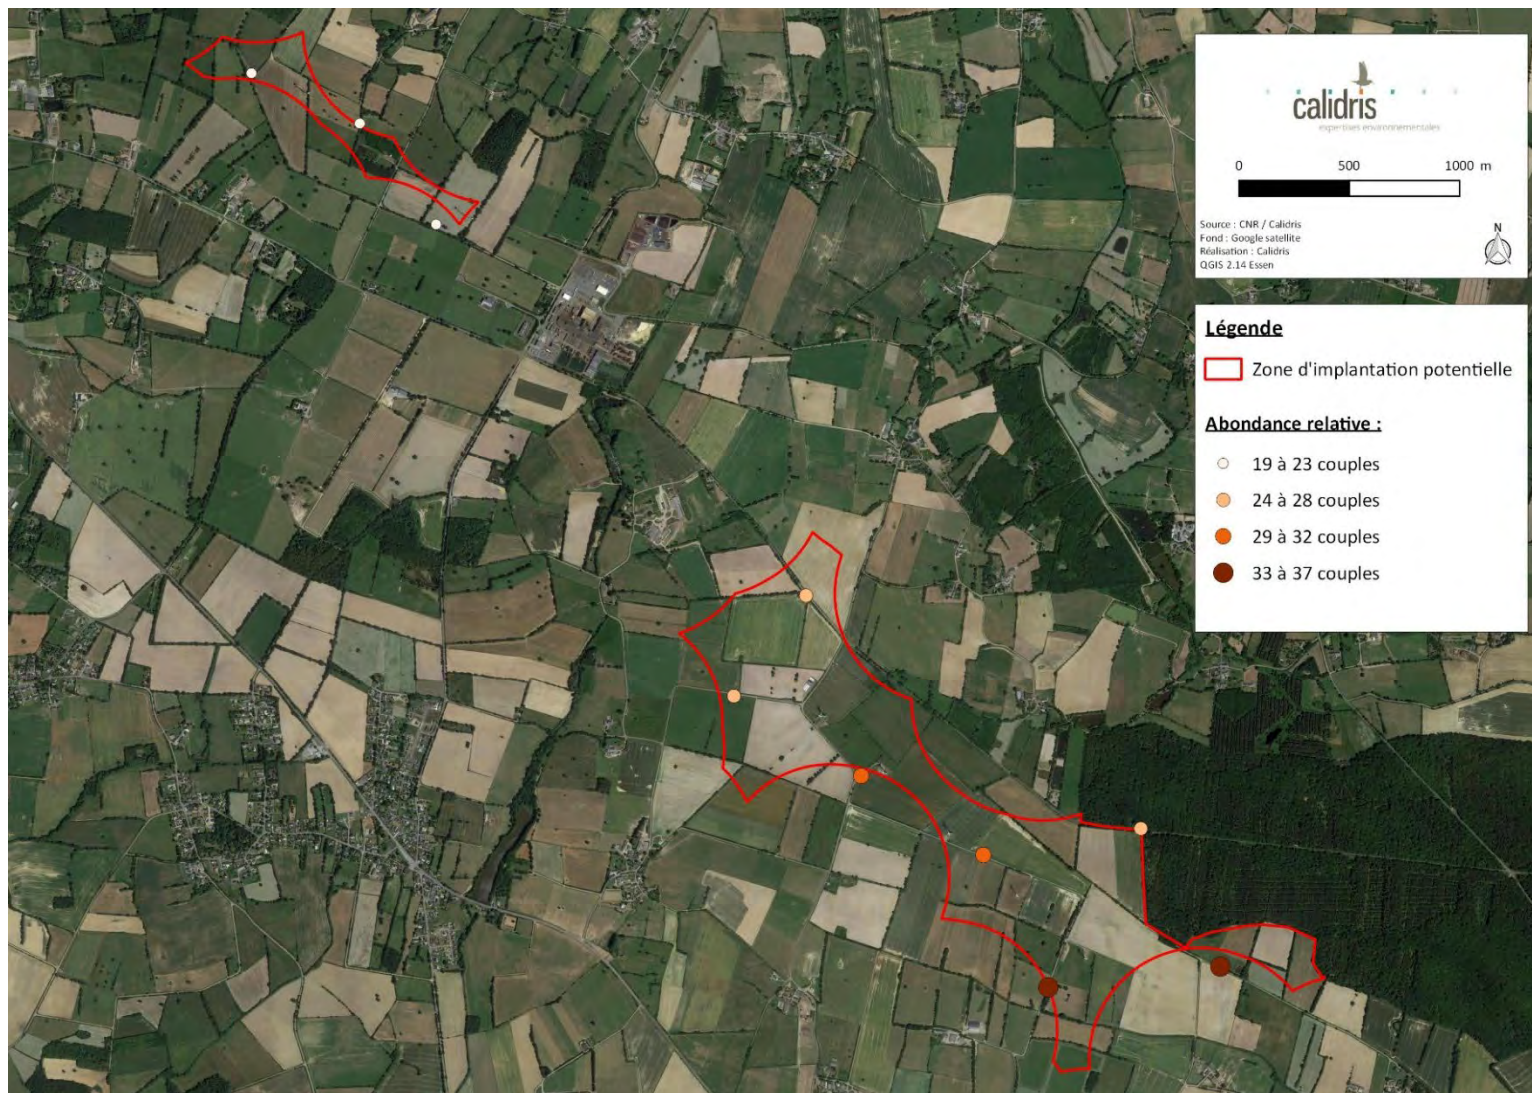 calidris
expertises environnementales
0 500 1000 m
Source : CNR / Calidris
Fond : Google satellite
Réalisation : Calidris
QGIS 2.14 Essen
N
Légende
Zone d'implantation potentielle
Abondance relative :
19 à 23 couples
24 à 28 couples
29 à 32 couples
33 à 37 couples